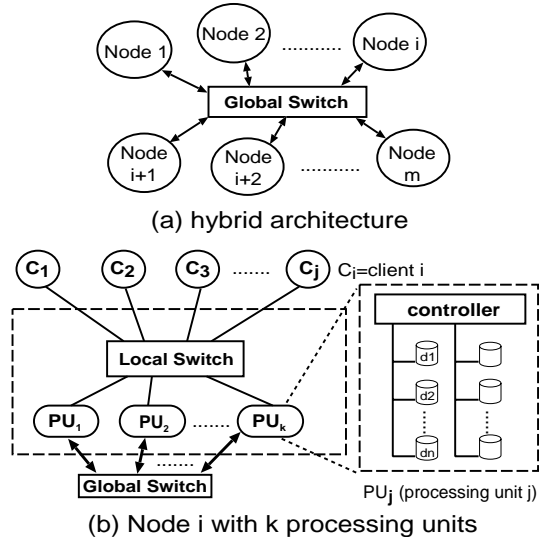 Node 1
Node 2
..........
Node i
Global Switch
Node
i+1
Node
i+2
..........
Node
m
(a) hybrid architecture
C1
C2
C3
.......
Cj
Ci=client i
Local Switch
PU1
PU2
.......
PUk
.......
Global Switch
controller
d1
d2
dn
PUj (processing unit j)
(b) Node i with k processing units